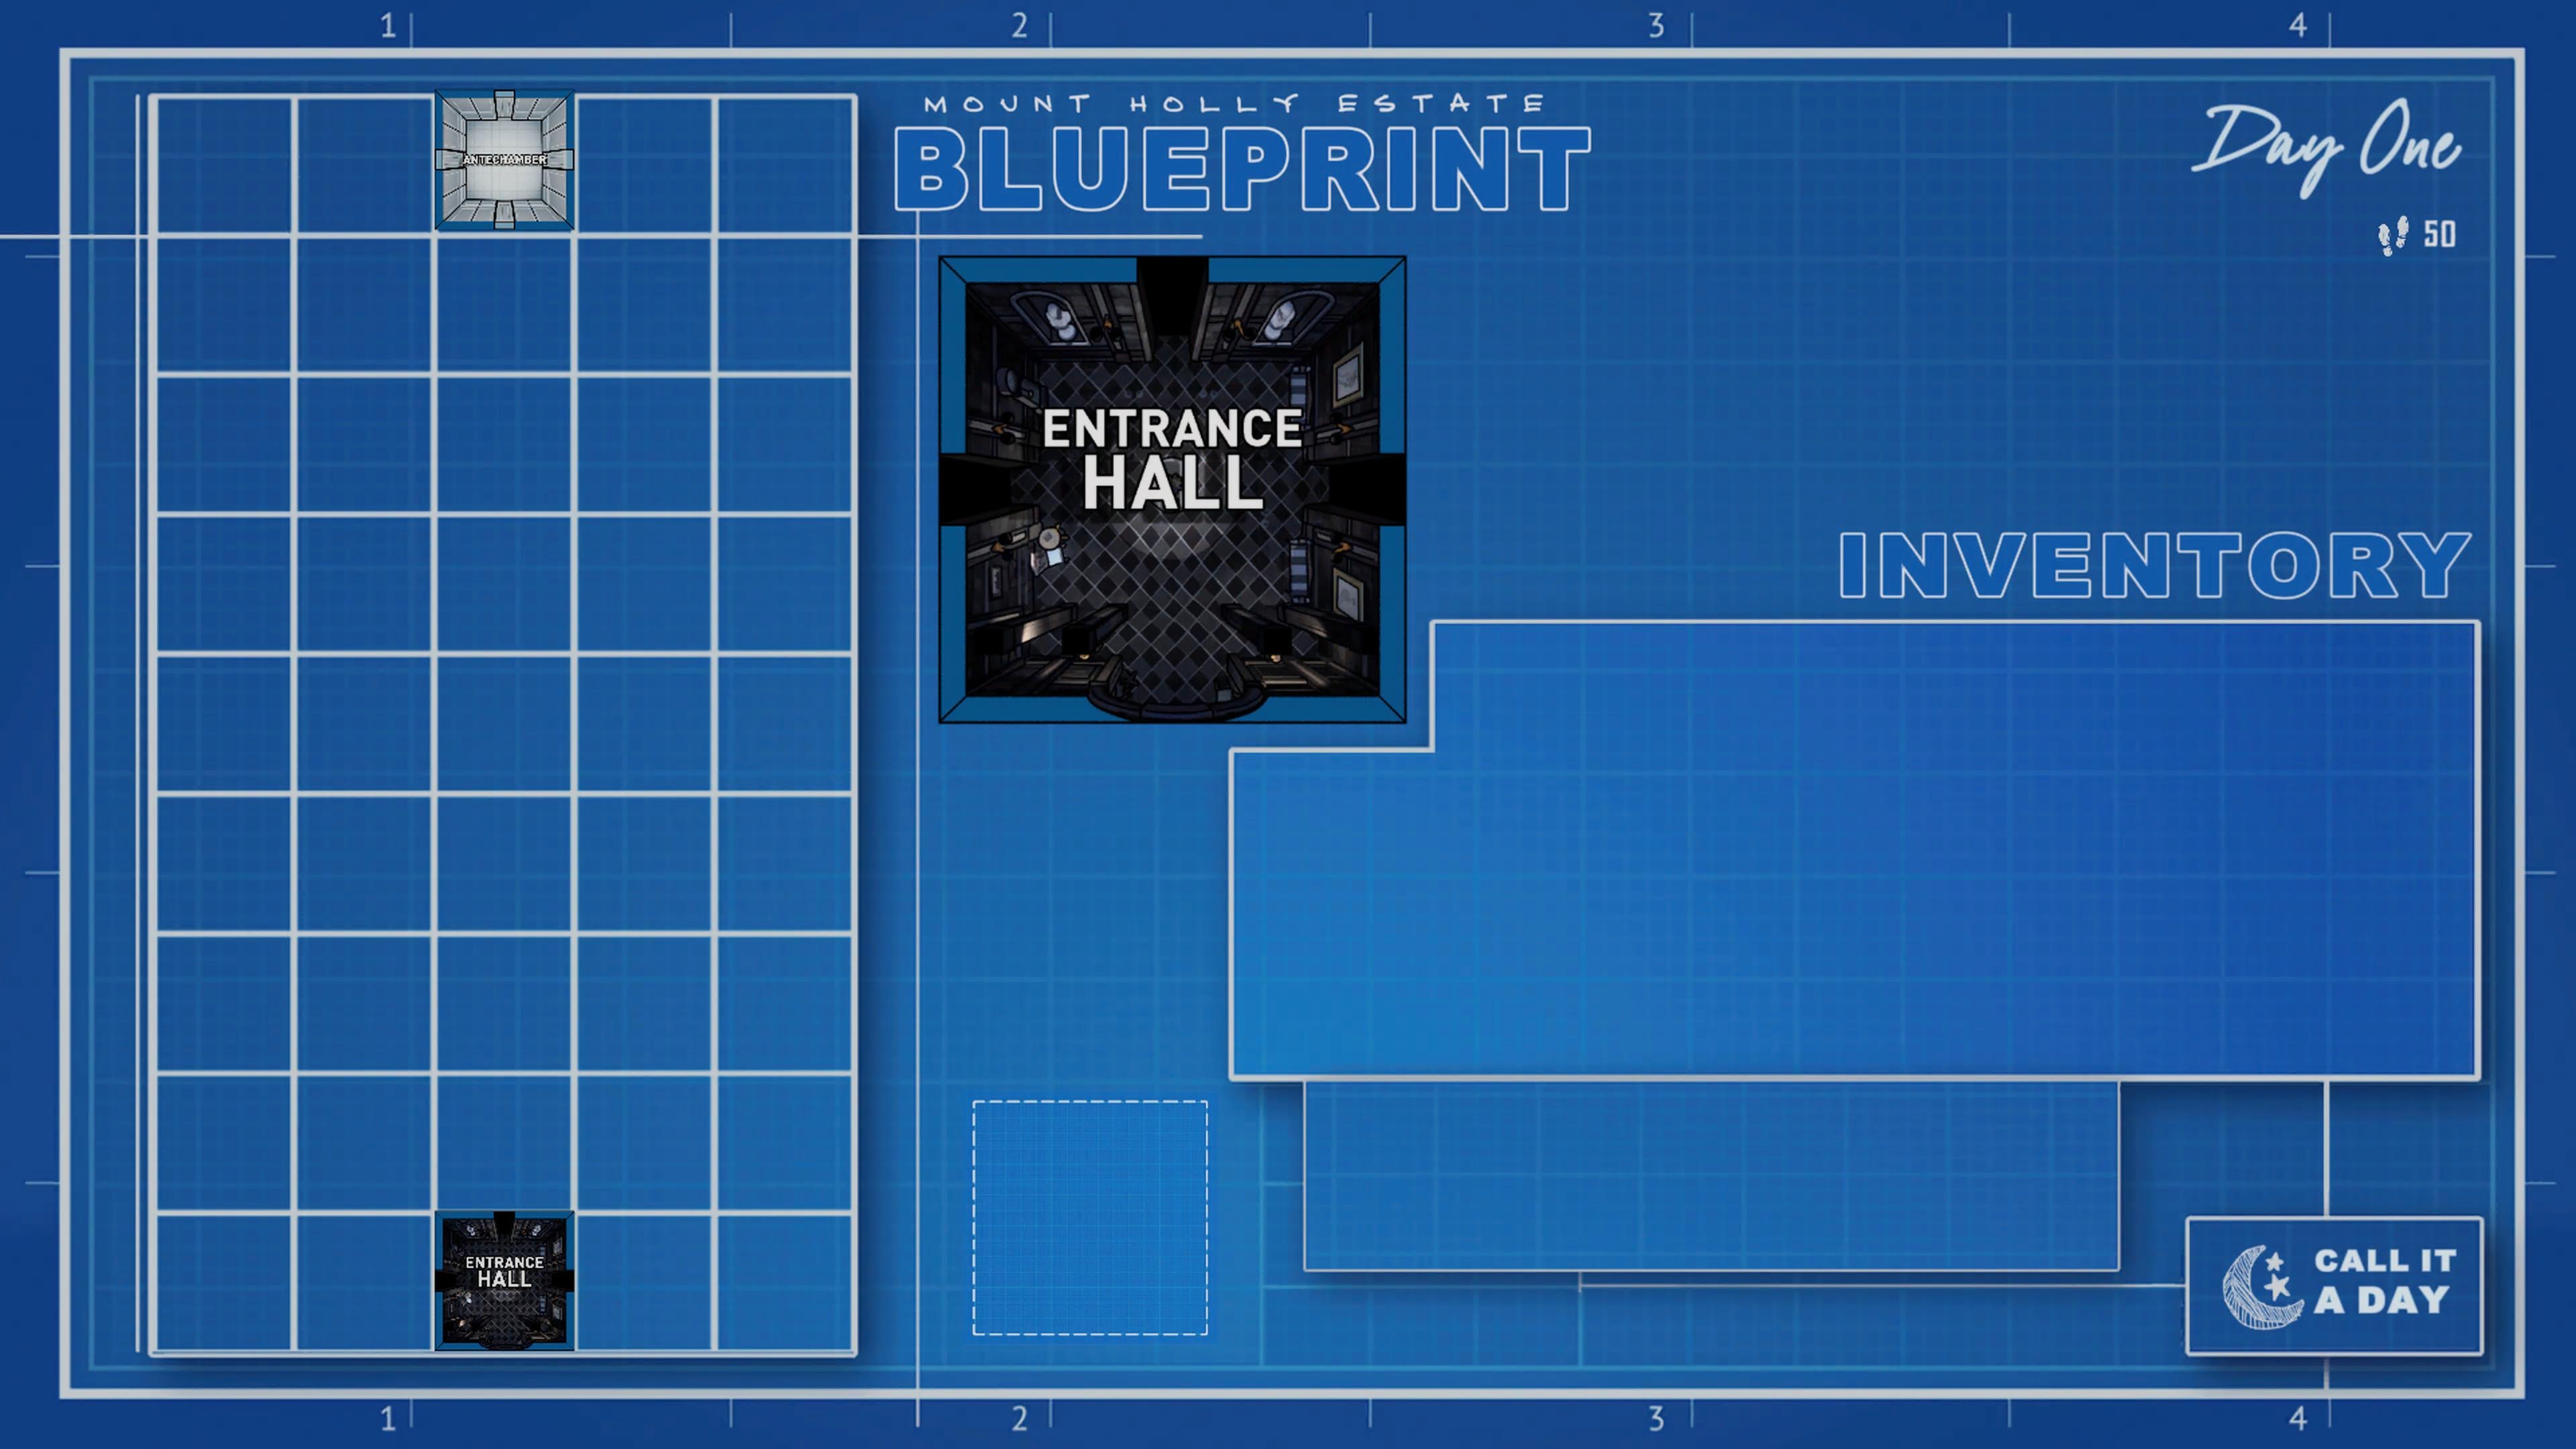 1 2 3 4
MOUNT HOLLY ESTATE
BLUEPRINT
Day One
50
ANTECHAMBER
ENTRANCE
HALL
INVENTORY
ENTRANCE
HALL
CALL IT
A DAY
1 2 3 4